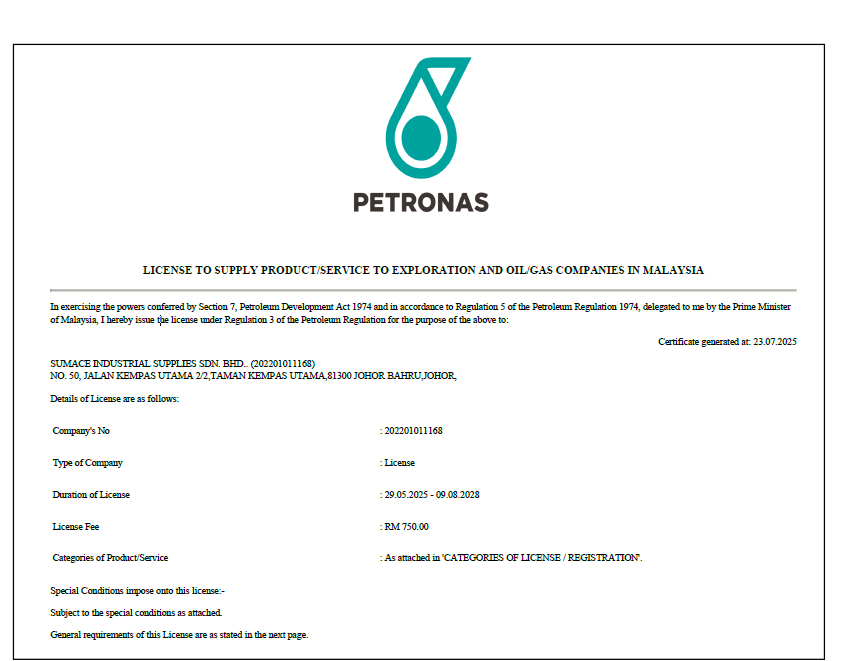 PETRONAS
LICENSE TO SUPPLY PRODUCT/SERVICE TO EXPLORATION AND OIL/GAS COMPANIES IN MALAYSIA
In exercising the powers conferred by Section 7, Petroleum Development Act 1974 and in accordance to Regulation 5 of the Petroleum Regulation 1974, delegated to me by the Prime Minister
of Malaysia, I hereby issue the license under Regulation 3 of the Petroleum Regulation for the purpose of the above to:
Certificate generated at: 23.07.2025
SUMACE INDUSTRIAL SUPPLIES SDN. BHD.. (202201011168)
NO. 50, JALAN KEMPAS UTAMA 2/2,TAMAN KEMPAS UTAMA,81300 JOHOR BAHRU,JOHOR,
Details of License are as follows:
Company's No : 202201011168
Type of Company : License
Duration of License : 29.05.2025 - 09.08.2028
License Fee : RM 750.00
Categories of Product/Service : As attached in 'CATEGORIES OF LICENSE / REGISTRATION'.
Special Conditions impose onto this license:-
Subject to the special conditions as attached.
General requirements of this License are as stated in the next page.